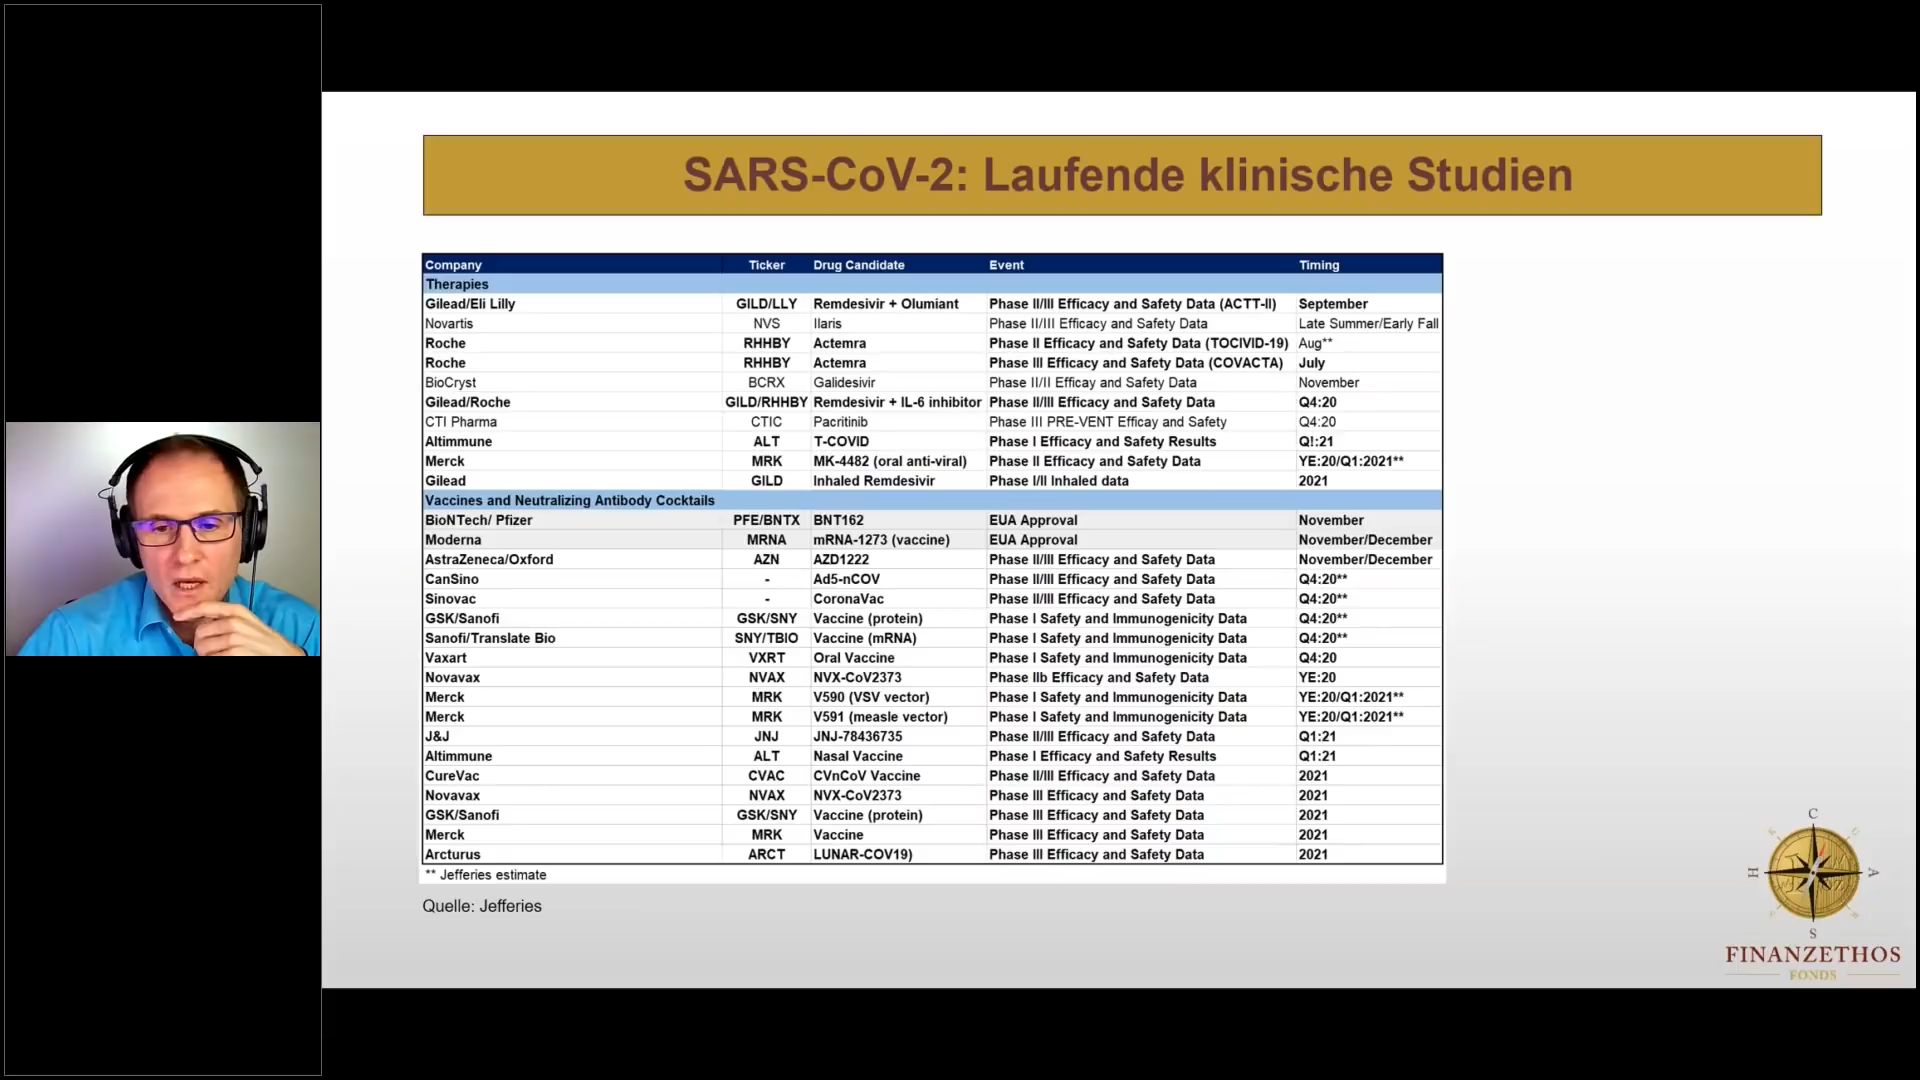 SARS-CoV-2: Laufende klinische Studien
Company Ticker Drug Candidate Event Timing
Therapies
Gilead/Eli Lilly GILD/LLY Remdesivir + Olumiant Phase II/III Efficacy and Safety Data (ACTT-II) September
Novartis NVS Ilaris Phase II/III Efficacy and Safety Data Late Summer/Early Fall
Roche RHHBY Actemra Phase II Efficacy and Safety Data (TOCIVID-19) Aug**
Roche RHHBY Actemra Phase III Efficacy and Safety Data (COVACTA) July
BioCryst BCRX Galidesivir Phase II/II Efficay and Safety Data November
Gilead/Roche GILD/RHHBY Remdesivir + IL-6 inhibitor Phase II/III Efficacy and Safety Data Q4:20
CTI Pharma CTIC Pacritinib Phase III PRE-VENT Efficay and Safety Q4:20
Altimmune ALT T-COVID Phase I Efficacy and Safety Results Q!:21
Merck MRK MK-4482 (oral anti-viral) Phase II Efficacy and Safety Data YE:20/Q1:2021**
Gilead GILD Inhaled Remdesivir Phase I/II Inhaled data 2021
Vaccines and Neutralizing Antibody Cocktails
BioNTech/ Pfizer PFE/BNTX BNT162 EUA Approval November
Moderna MRNA mRNA-1273 (vaccine) EUA Approval November/December
AstraZeneca/Oxford AZN AZD1222 Phase II/III Efficacy and Safety Data November/December
CanSino - Ad5-nCOV Phase II/III Efficacy and Safety Data Q4:20**
Sinovac - CoronaVac Phase II/III Efficacy and Safety Data Q4:20**
GSK/Sanofi GSK/SNY Vaccine (protein) Phase I Safety and Immunogenicity Data Q4:20**
Sanofi/Translate Bio SNY/TBIO Vaccine (mRNA) Phase I Safety and Immunogenicity Data Q4:20**
Vaxart VXRT Oral Vaccine Phase I Safety and Immunogenicity Data Q4:20
Novavax NVAX NVX-CoV2373 Phase IIb Efficacy and Safety Data YE:20
Merck MRK V590 (VSV vector) Phase I Safety and Immunogenicity Data YE:20/Q1:2021**
Merck MRK V591 (measle vector) Phase I Safety and Immunogenicity Data YE:20/Q1:2021**
J&J JNJ JNJ-78436735 Phase II/III Efficacy and Safety Data Q1:21
Altimmune ALT Nasal Vaccine Phase I Efficacy and Safety Results Q1:21
CureVac CVAC CVnCoV Vaccine Phase II/III Efficacy and Safety Data 2021
Novavax NVAX NVX-CoV2373 Phase III Efficacy and Safety Data 2021
GSK/Sanofi GSK/SNY Vaccine (protein) Phase III Efficacy and Safety Data 2021
Merck MRK Vaccine Phase III Efficacy and Safety Data 2021
Arcturus ARCT LUNAR-COV19) Phase III Efficacy and Safety Data 2021
** Jefferies estimate
Quelle: Jefferies
C
H
A
S
FINANZETHOS
FONDS